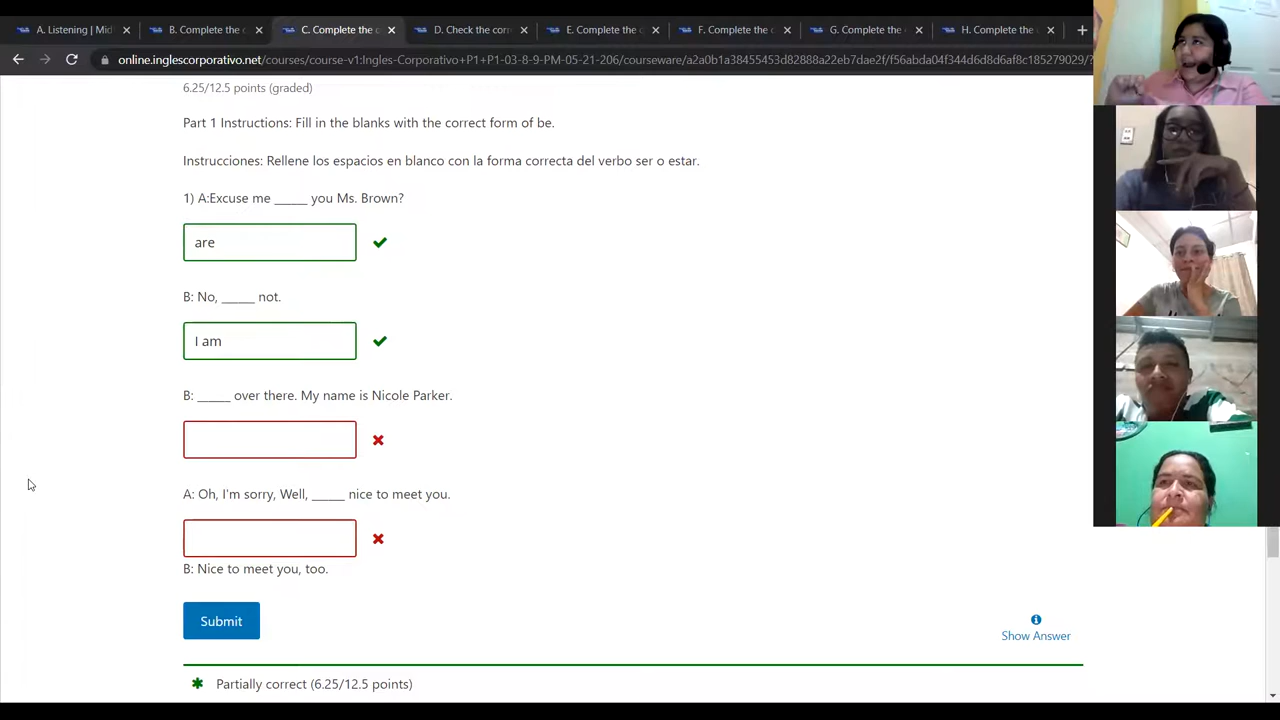 A. Listening | Mid
B. Complete the c
C. Complete the c
D. Check the corre
E. Complete the c
F. Complete the c
G. Complete the c
H. Complete the
online.inglescorporativo.net/courses/course-v1:Ingles-Corporativo+P1+P1-03-8-9-PM-05-21-206/courseware/a2a0b1a38455453d82888a22eb7dae2f/f56abda04f344d6d8d6af8c185279029/?
6.25/12.5 points (graded)
Part 1 Instructions: Fill in the blanks with the correct form of be.
Instrucciones: Rellene los espacios en blanco con la forma correcta del verbo ser o estar.
1) A:Excuse me _____ you Ms. Brown?
are
B: No, _____ not.
I am
B: _____ over there. My name is Nicole Parker.
A: Oh, I'm sorry, Well, _____ nice to meet you.
B: Nice to meet you, too.
Submit
Show Answer
Partially correct (6.25/12.5 points)